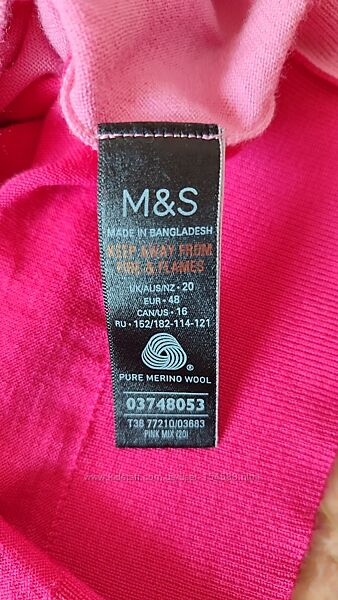 M&S
MADE IN BANGLADESH
KEEP AWAY FROM
FIRE & FLAMES
UK/AUS/NZ • 20
EUR • 48
CAN/US • 16
RU • 152/182-114-121
®
PURE MERINO WOOL
03748053
T38 77210/03683
PINK MIX (20)